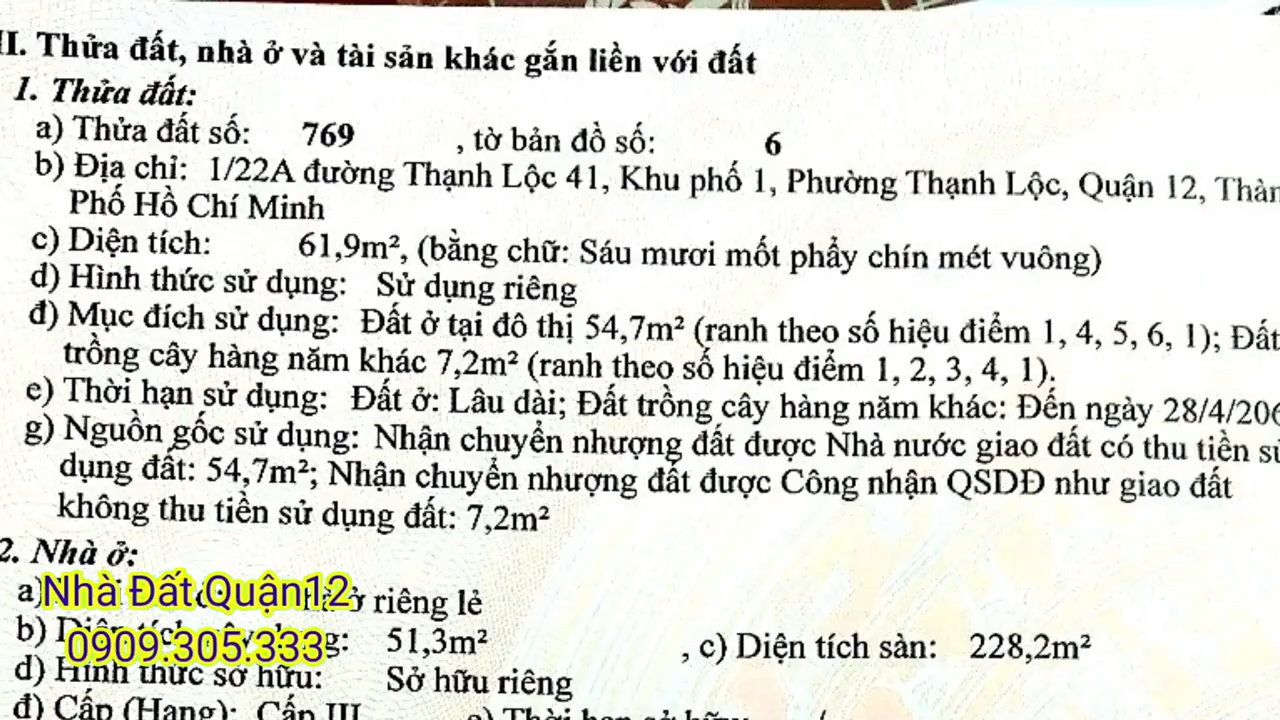 II. Thửa đất, nhà ở và tài sản khác gắn liền với đất
1. Thửa đất:
a) Thửa đất số: 769 , tờ bản đồ số: 6
b) Địa chỉ: 1/22A đường Thạnh Lộc 41, Khu phố 1, Phường Thạnh Lộc, Quận 12,
Phố Hồ Chí Minh
c) Diện tích: 61,9m², (bằng chữ: Sáu mươi mốt phẩy chín mét vuông)
d) Hình thức sử dụng: Sử dụng riêng
đ) Mục đích sử dụng: Đất ở tại đô thị 54,7m² (ranh theo số hiệu điểm 1, 4, 5, 6, 1); Đất
trồng cây hàng năm khác 7,2m² (ranh theo số hiệu điểm 1, 2, 3, 4, 1).
e) Thời hạn sử dụng: Đất ở: Lâu dài; Đất trồng cây hàng năm khác: Đến ngày
g) Nguồn gốc sử dụng: Nhận chuyển nhượng đất được Nhà nước giao đất có thu tiền
dụng đất: 54,7m²; Nhận chuyển nhượng đất được Công nhận QSDĐ như giao đất
không thu tiền sử dụng đất: 7,2m²
2. Nhà ở:
a) ở riêng lẻ
Nhà Đất Quận12
b) Diện tích xây dựng: 51,3m² , c) Diện tích sàn: 228,2m²
0909.305.333
d) Hình thức sở hữu: Sở hữu riêng
đ) Cấp (Hạng): Cấp III